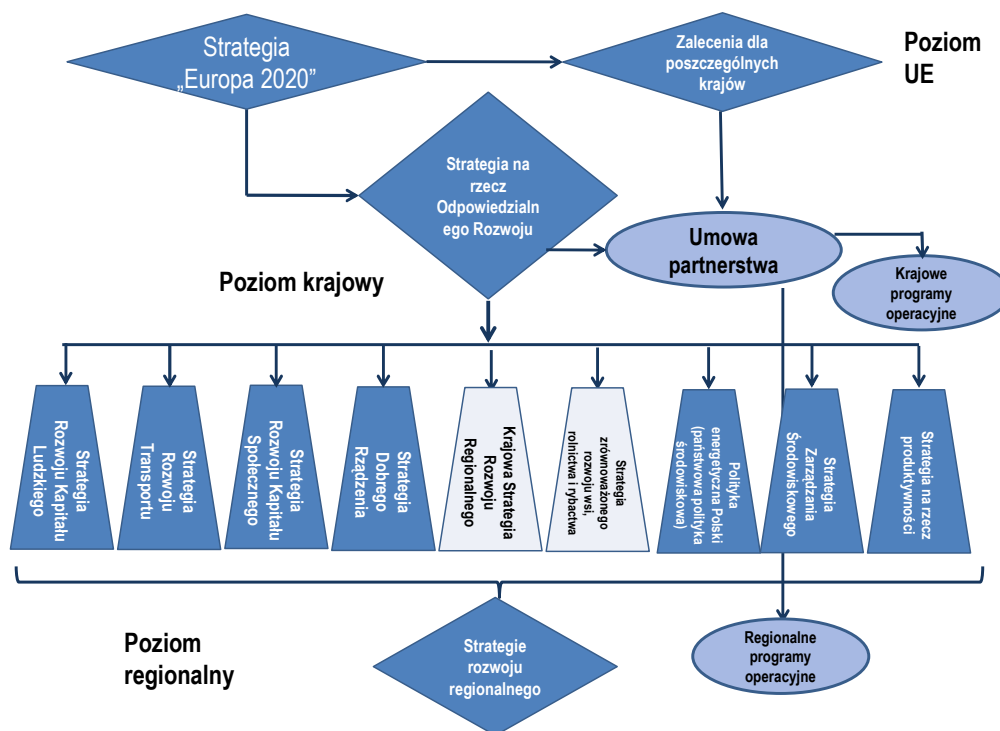 Strategia
„Europa 2020”
Zalecenia dla
poszczególnych
krajów
Poziom
UE
Strategia na
rzecz
Odpowiedzialn
ego Rozwoju
Umowa
partnerstwa
Poziom krajowy
Krajowe
programy
operacyjne
Strategia
Rozwoju Kapitału
Ludzkiego
Strategia
Rozwoju
Transportu
Strategia
Rozwoju Kapitału
Społecznego
Strategia
Dobrego
Rządzenia
Krajowa Strategia
Rozwoju
Regionalnego
Strategia
zrównoważonego
rozwoju wsi,
rolnictwa i rybactwa
Polityka
energetyczna Polski
(państwowa polityka
środowiskowa)
Strategia
Zarządzania
Środowiskowego
Strategia na rzecz
produktywności
Poziom
regionalny
Strategie
rozwoju
regionalnego
Regionalne
programy
operacyjne